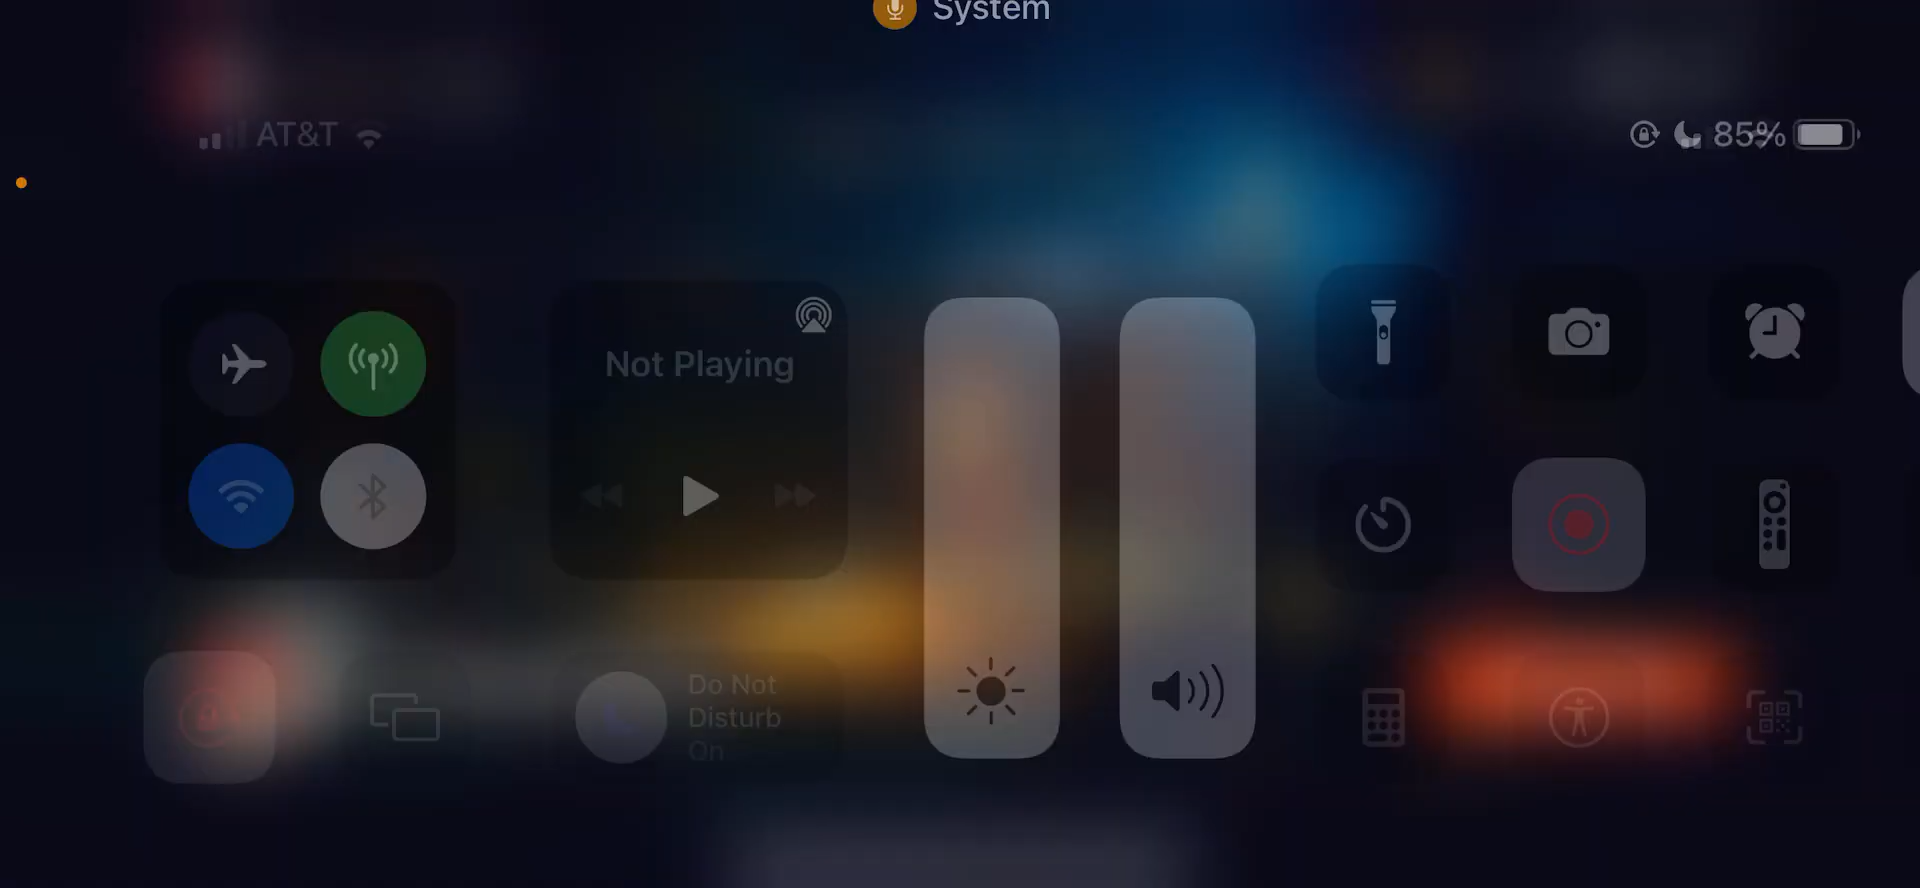 System
AT&T
85%
Not Playing
Do Not
Disturb
On